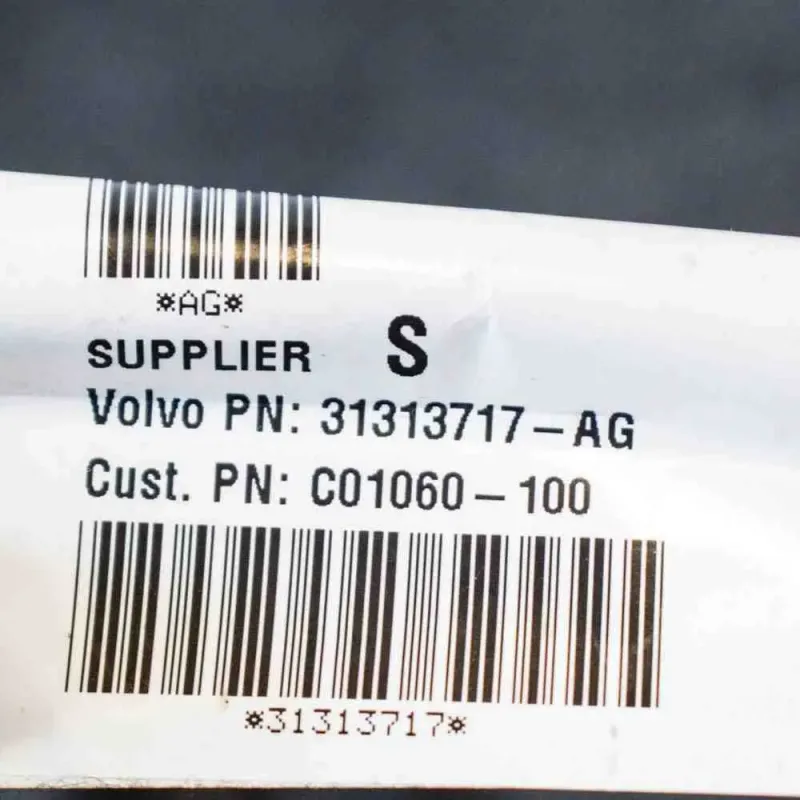 *AG*
SUPPLIER S
Volvo PN: 31313717-AG
Cust. PN: C01060-100
*31313717*